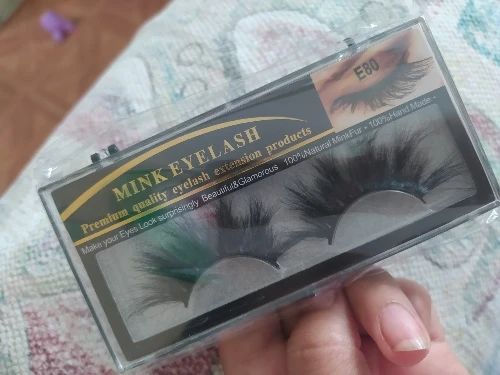 E80
MINK EYELASH
Premium quality eyelash extension products
Make your Eyes Look surprisingly Beautiful&Glamorous 100%Natural MinkFur - 100%Hand Made -